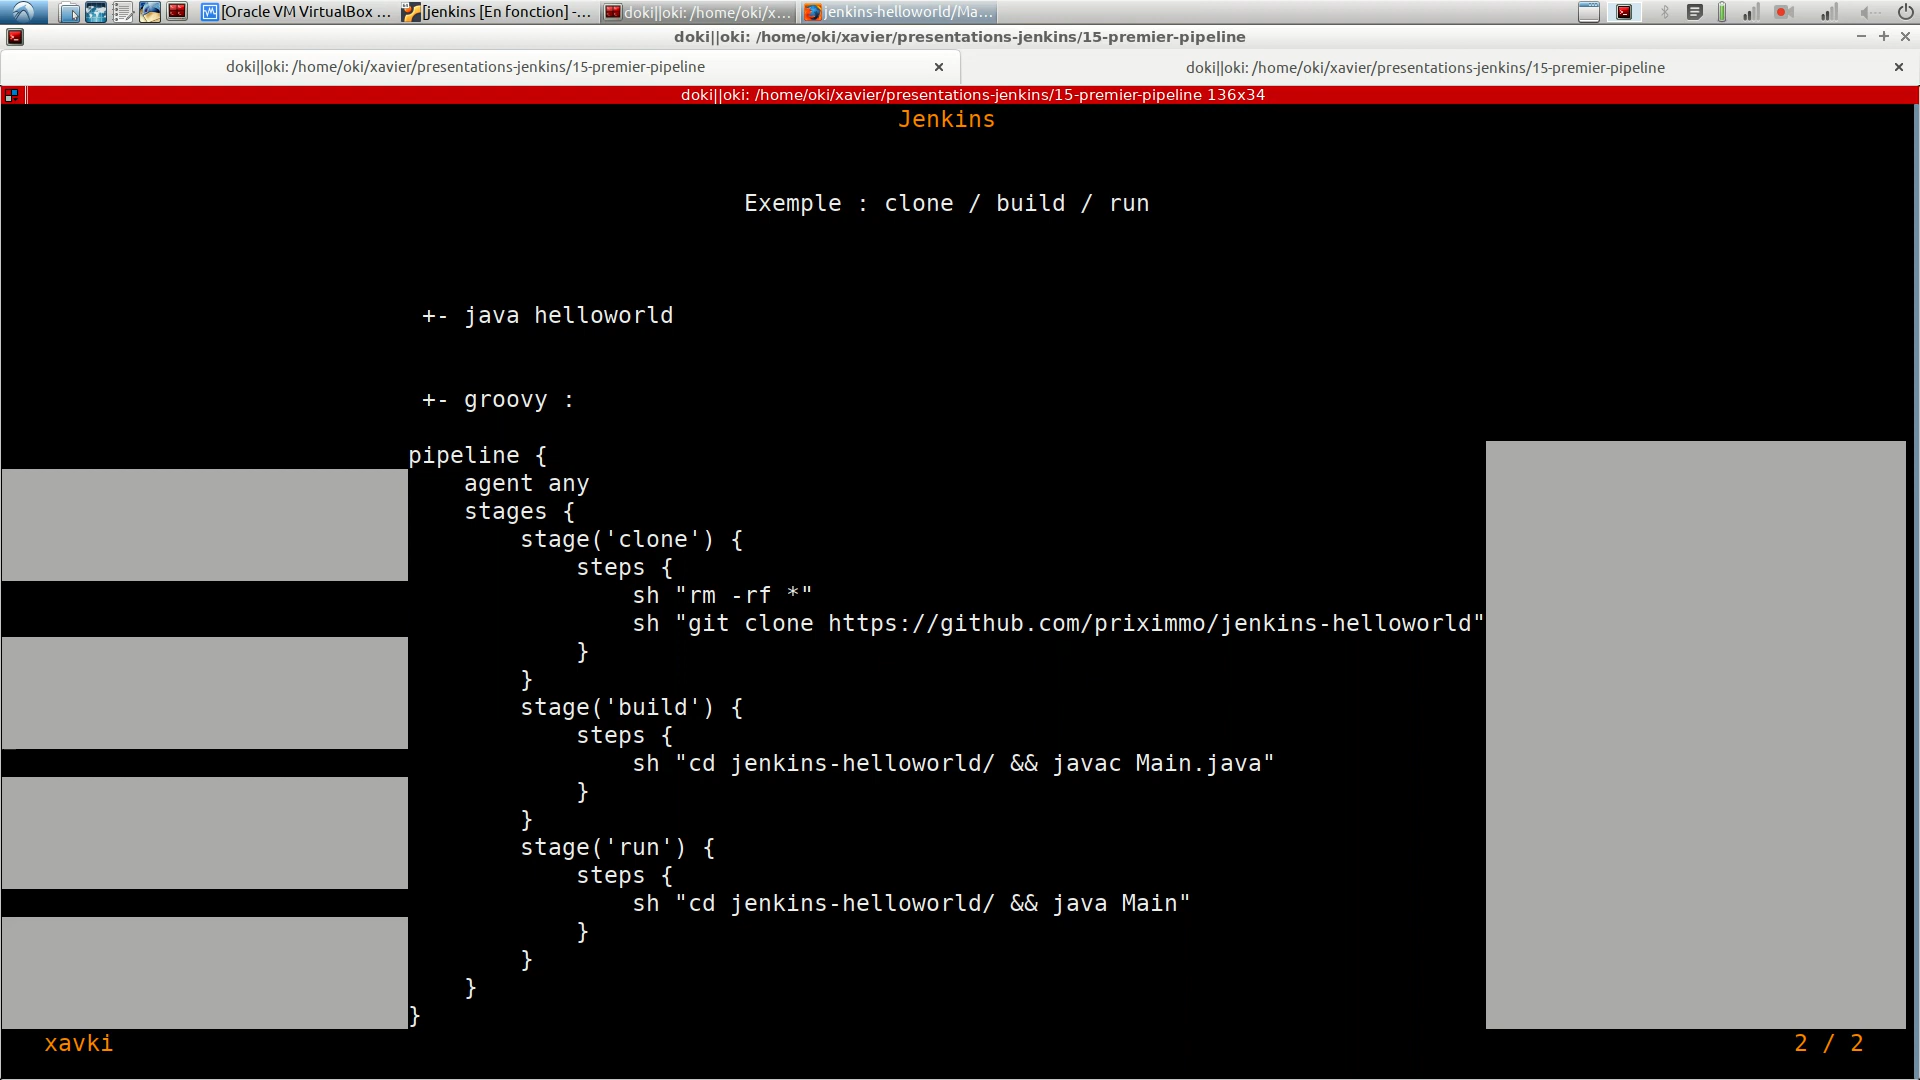 [Oracle VM VirtualBox ... [jenkins [En fonction] -... doki||oki: /home/oki/x... jenkins-helloworld/Ma...
doki||oki: /home/oki/xavier/presentations-jenkins/15-premier-pipeline
doki||oki: /home/oki/xavier/presentations-jenkins/15-premier-pipeline doki||oki: /home/oki/xavier/presentations-jenkins/15-premier-pipeline
doki||oki: /home/oki/xavier/presentations-jenkins/15-premier-pipeline 136x34
Jenkins
Exemple : clone / build / run
+- java helloworld
+- groovy :
pipeline {
    agent any
    stages {
        stage('clone') {
            steps {
                sh "rm -rf *"
                sh "git clone https://github.com/priximmo/jenkins-helloworld"
            }
        }
        stage('build') {
            steps {
                sh "cd jenkins-helloworld/ && javac Main.java"
            }
        }
        stage('run') {
            steps {
                sh "cd jenkins-helloworld/ && java Main"
            }
        }
    }
}
xavki 2 / 2